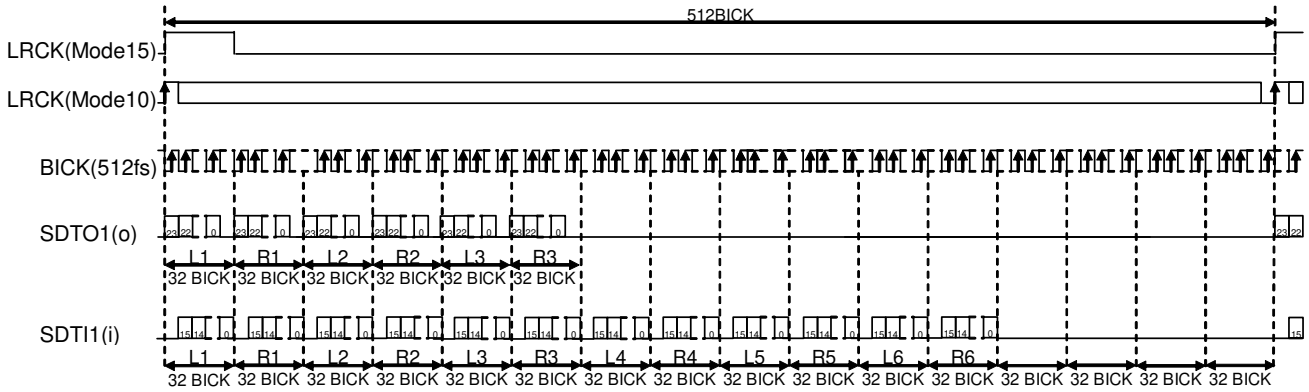 512BICK
LRCK(Mode15)
LRCK(Mode10)
BICK(512fs)
SDTO1(o)
23 22 0 23 22 0 23 22 0 23 22 0 23 22 0 23 22 0 23 22
L1 R1 L2 R2 L3 R3
32 BICK 32 BICK 32 BICK 32 BICK 32 BICK 32 BICK
SDTI1(i)
15 14 0 15 14 0 15 14 0 15 14 0 15 14 0 15 14 0 15 14 0 15 14 0 15 14 0 15 14 0 15 14 0 15 14 0 15
L1 R1 L2 R2 L3 R3 L4 R4 L5 R5 L6 R6
32 BICK 32 BICK 32 BICK 32 BICK 32 BICK 32 BICK 32 BICK 32 BICK 32 BICK 32 BICK 32 BICK 32 BICK 32 BICK 32 BICK 32 BICK 32 BICK